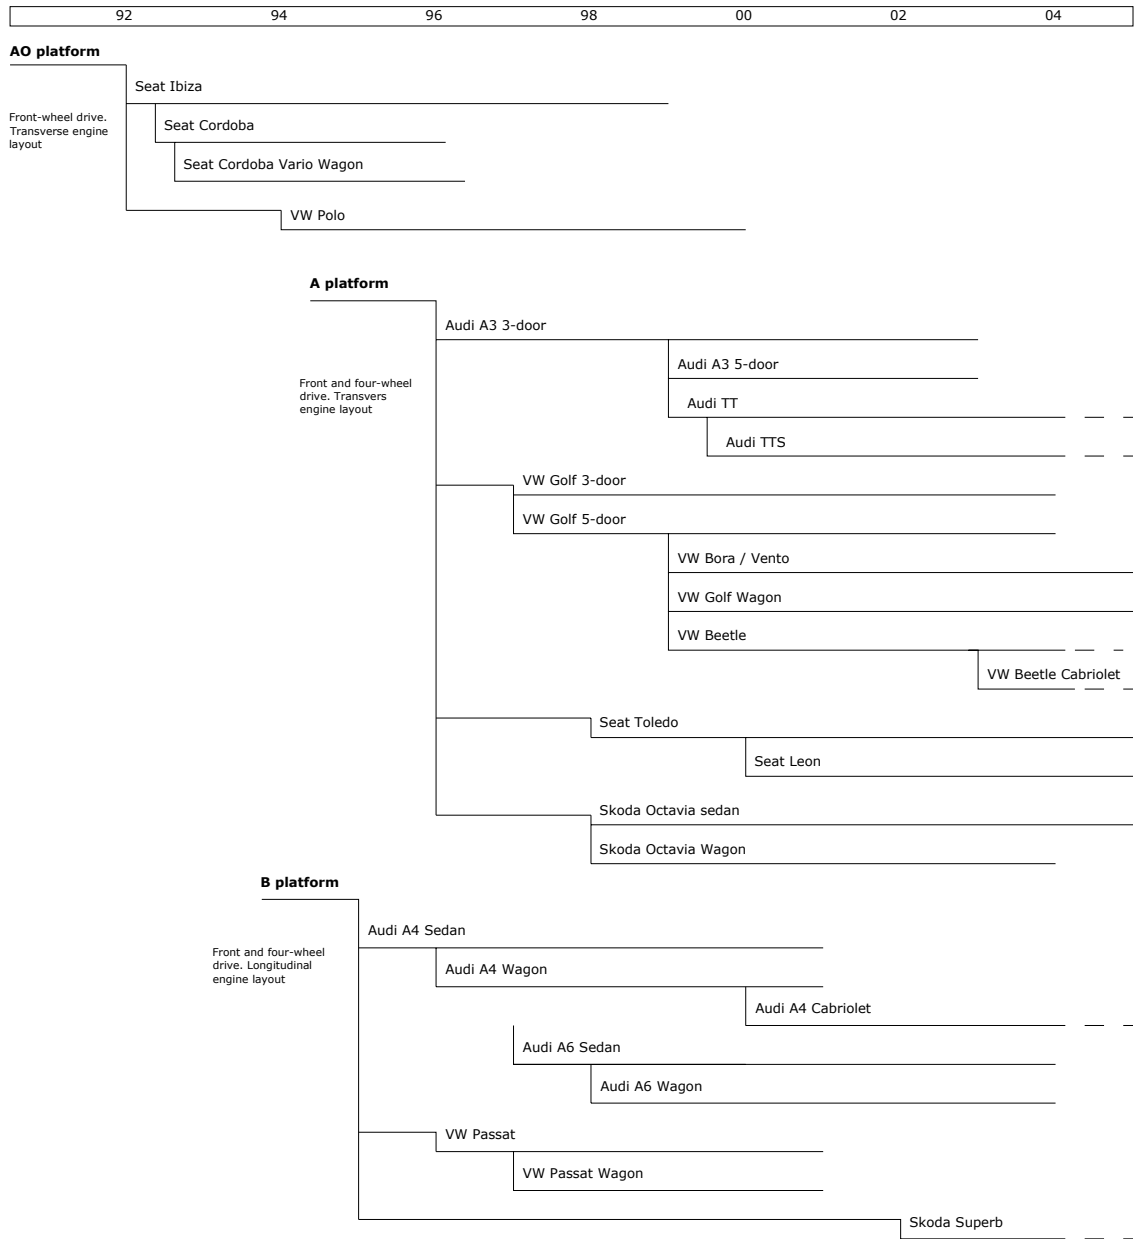 92 94 96 98 00 02 04
AO platform
Seat Ibiza
Front-wheel drive.
Transverse engine
layout
Seat Cordoba
Seat Cordoba Vario Wagon
VW Polo
A platform
Audi A3 3-door
Audi A3 5-door
Front and four-wheel
drive. Transvers
engine layout
Audi TT
Audi TTS
VW Golf 3-door
VW Golf 5-door
VW Bora / Vento
VW Golf Wagon
VW Beetle
VW Beetle Cabriolet
Seat Toledo
Seat Leon
Skoda Octavia sedan
Skoda Octavia Wagon
B platform
Audi A4 Sedan
Front and four-wheel
drive. Longitudinal
engine layout
Audi A4 Wagon
Audi A4 Cabriolet
Audi A6 Sedan
Audi A6 Wagon
VW Passat
VW Passat Wagon
Skoda Superb